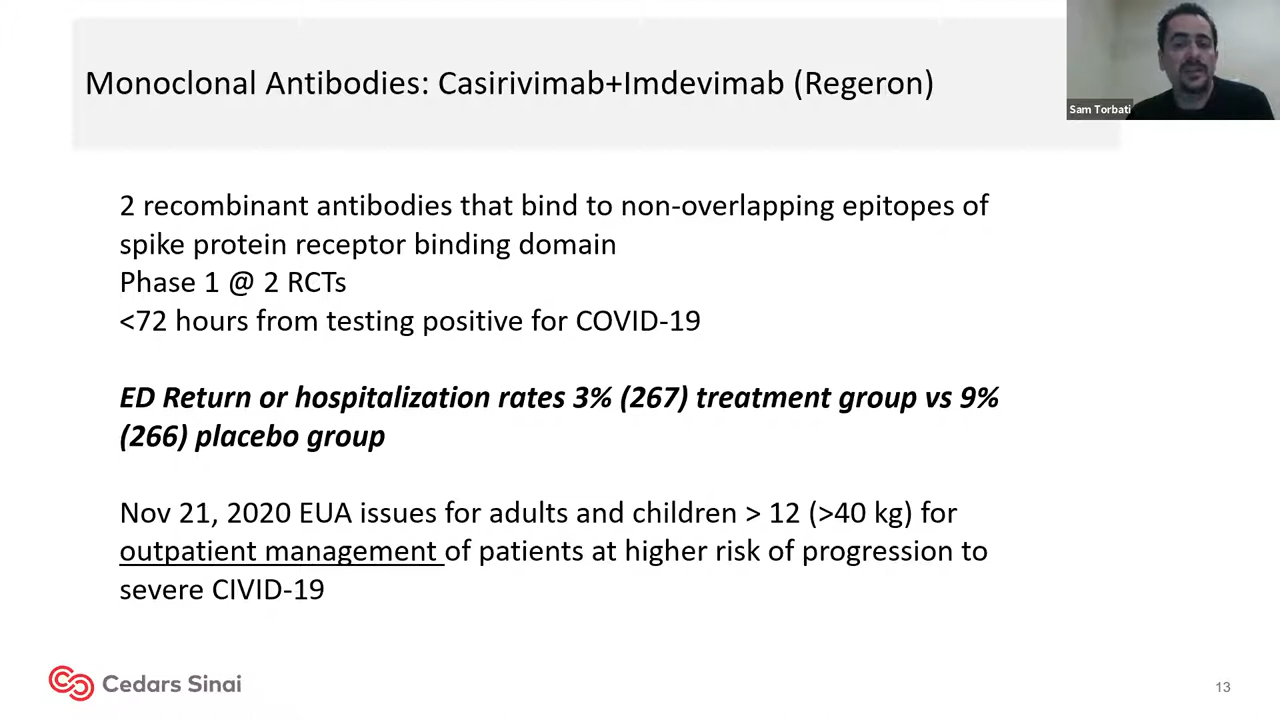 Monoclonal Antibodies: Casirivimab+Imdevimab (Regeron)
Sam Torbati
2 recombinant antibodies that bind to non-overlapping epitopes of
spike protein receptor binding domain
Phase 1 @ 2 RCTs
<72 hours from testing positive for COVID-19
ED Return or hospitalization rates 3% (267) treatment group vs 9%
(266) placebo group
Nov 21, 2020 EUA issues for adults and children > 12 (>40 kg) for
outpatient management of patients at higher risk of progression to
severe CIVID-19
Cedars Sinai
13